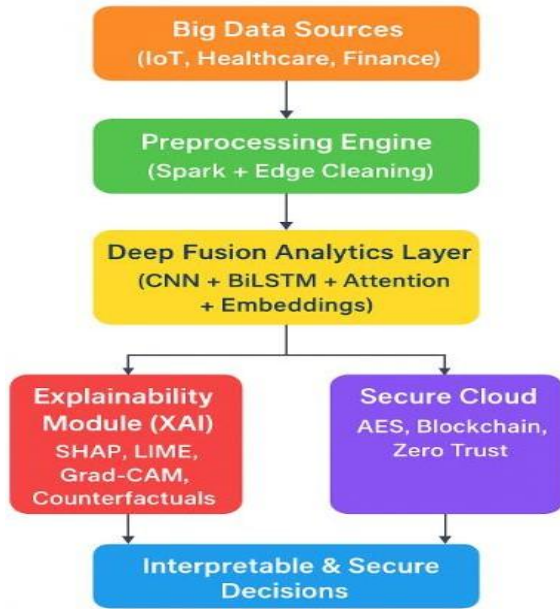 Big Data Sources
(IoT, Healthcare, Finance)
Preprocessing Engine
(Spark + Edge Cleaning)
Deep Fusion Analytics Layer
(CNN + BiLSTM + Attention
+ Embeddings)
Explainability
Module (XAI)
SHAP, LIME,
Grad-CAM,
Counterfactuals
Secure Cloud
AES, Blockchain,
Zero Trust
Interpretable & Secure
Decisions